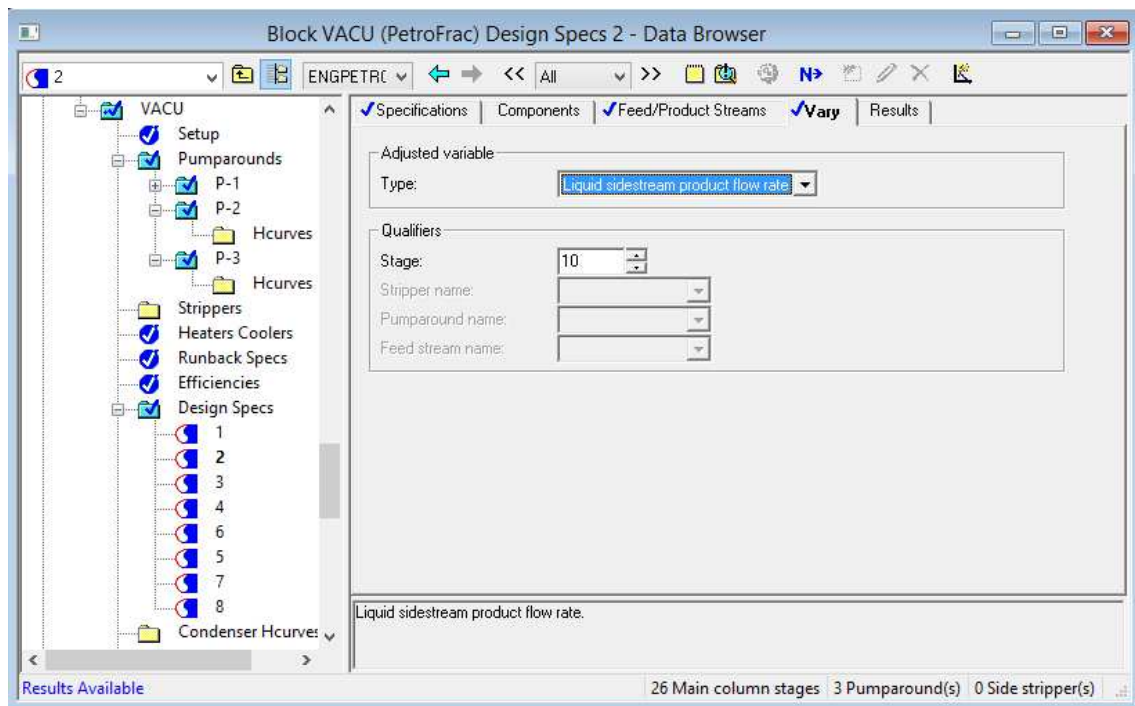 Block VACU (PetroFrac) Design Specs 2 - Data Browser
2 ENGPETRC << All >> N>
VACU
Setup
Pumparounds
P-1
P-2
Hcurves
P-3
Hcurves
Strippers
Heaters Coolers
Runback Specs
Efficiencies
Design Specs
1
2
3
4
6
5
7
8
Condenser Hcurves
Specifications Components Feed/Product Streams Vary Results
Adjusted variable
Type: Liquid sidestream product flow rate
Qualifiers
Stage: 10
Stripper name:
Pumparound name:
Feed stream name:
Liquid sidestream product flow rate.
Results Available 26 Main column stages 3 Pumparound(s) 0 Side stripper(s)